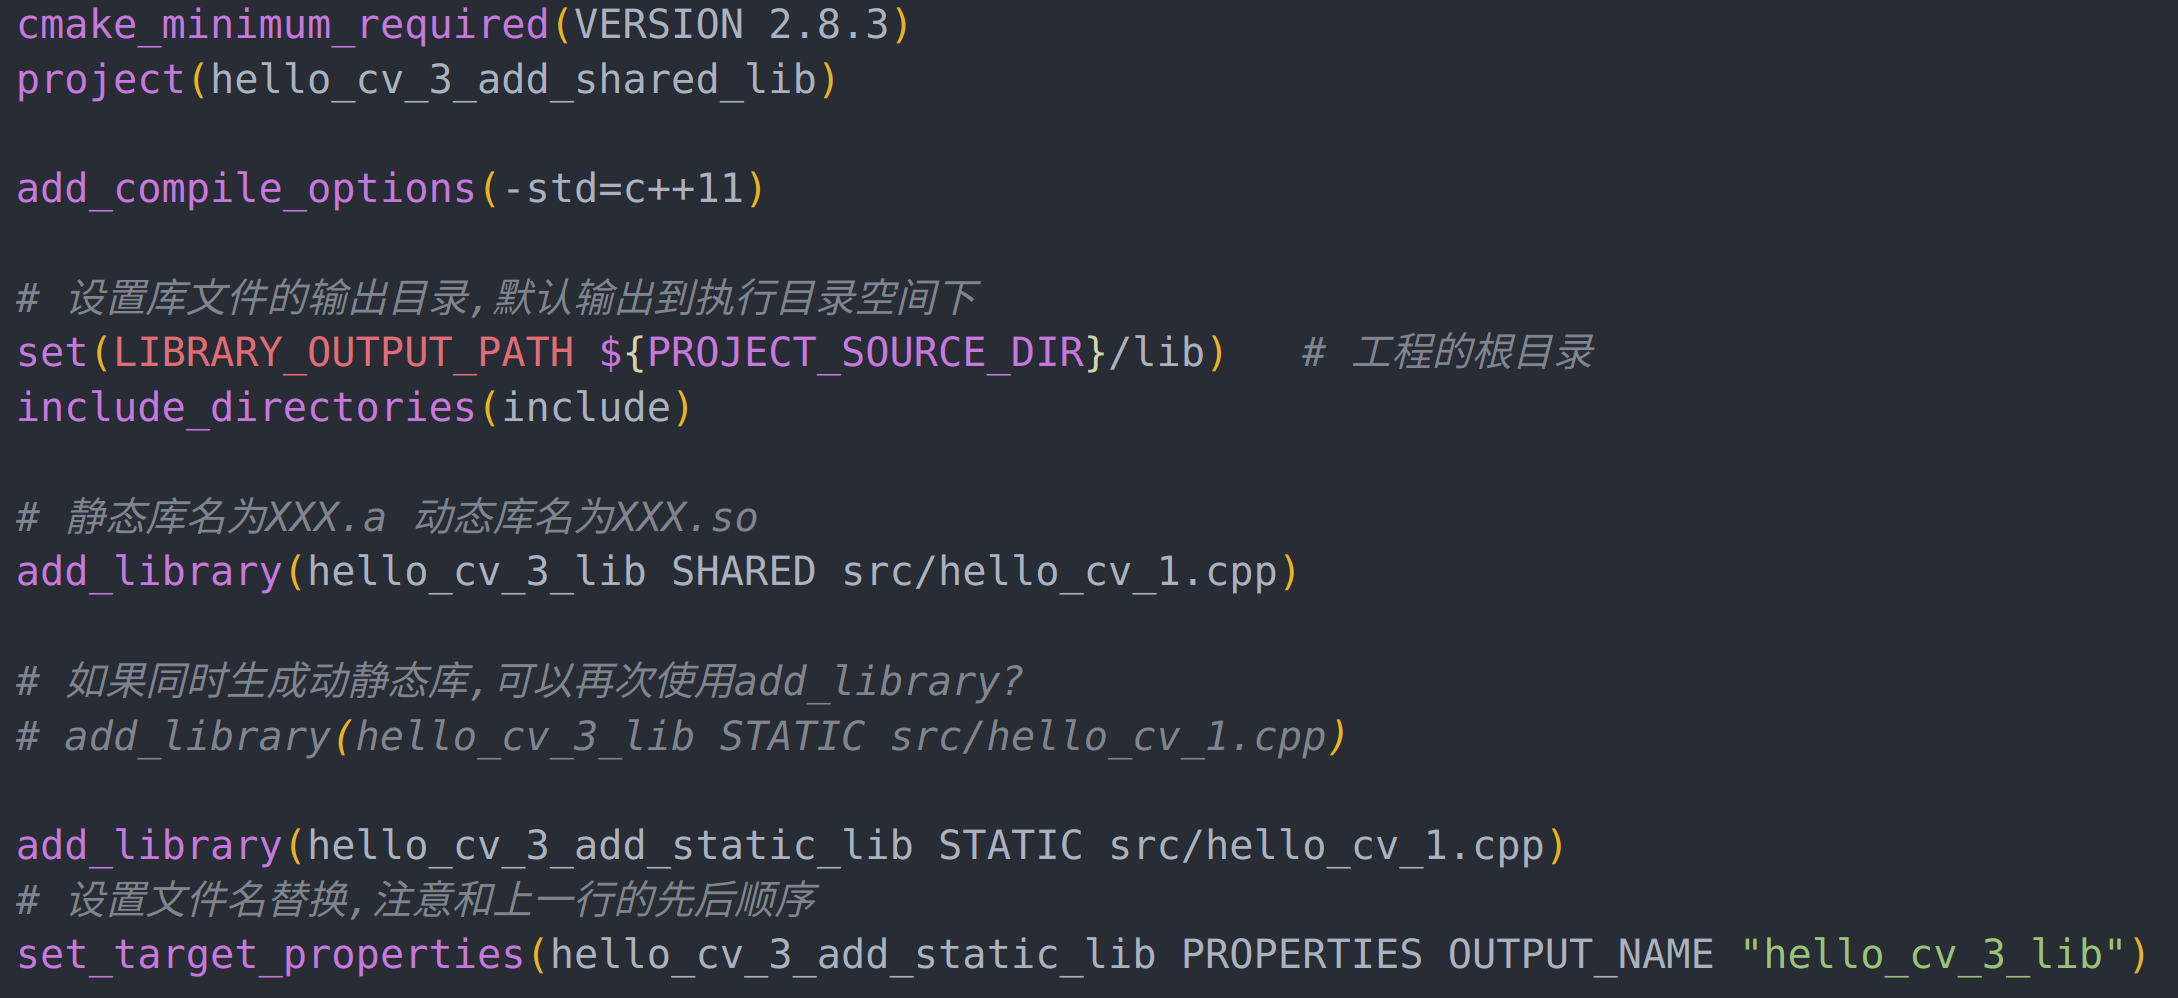 cmake_minimum_required(VERSION 2.8.3)
project(hello_cv_3_add_shared_lib)
add_compile_options(-std=c++11)
# 设置库文件的输出目录,默认输出到执行目录空间下
set(LIBRARY_OUTPUT_PATH ${PROJECT_SOURCE_DIR}/lib)   # 工程的根目录
include_directories(include)
# 静态库名为XXX.a 动态库名为XXX.so
add_library(hello_cv_3_lib SHARED src/hello_cv_1.cpp)
# 如果同时生成动静态库,可以再次使用add_library?
# add_library(hello_cv_3_lib STATIC src/hello_cv_1.cpp)
add_library(hello_cv_3_add_static_lib STATIC src/hello_cv_1.cpp)
# 设置文件名替换,注意和上一行的先后顺序
set_target_properties(hello_cv_3_add_static_lib PROPERTIES OUTPUT_NAME "hello_cv_3_lib")